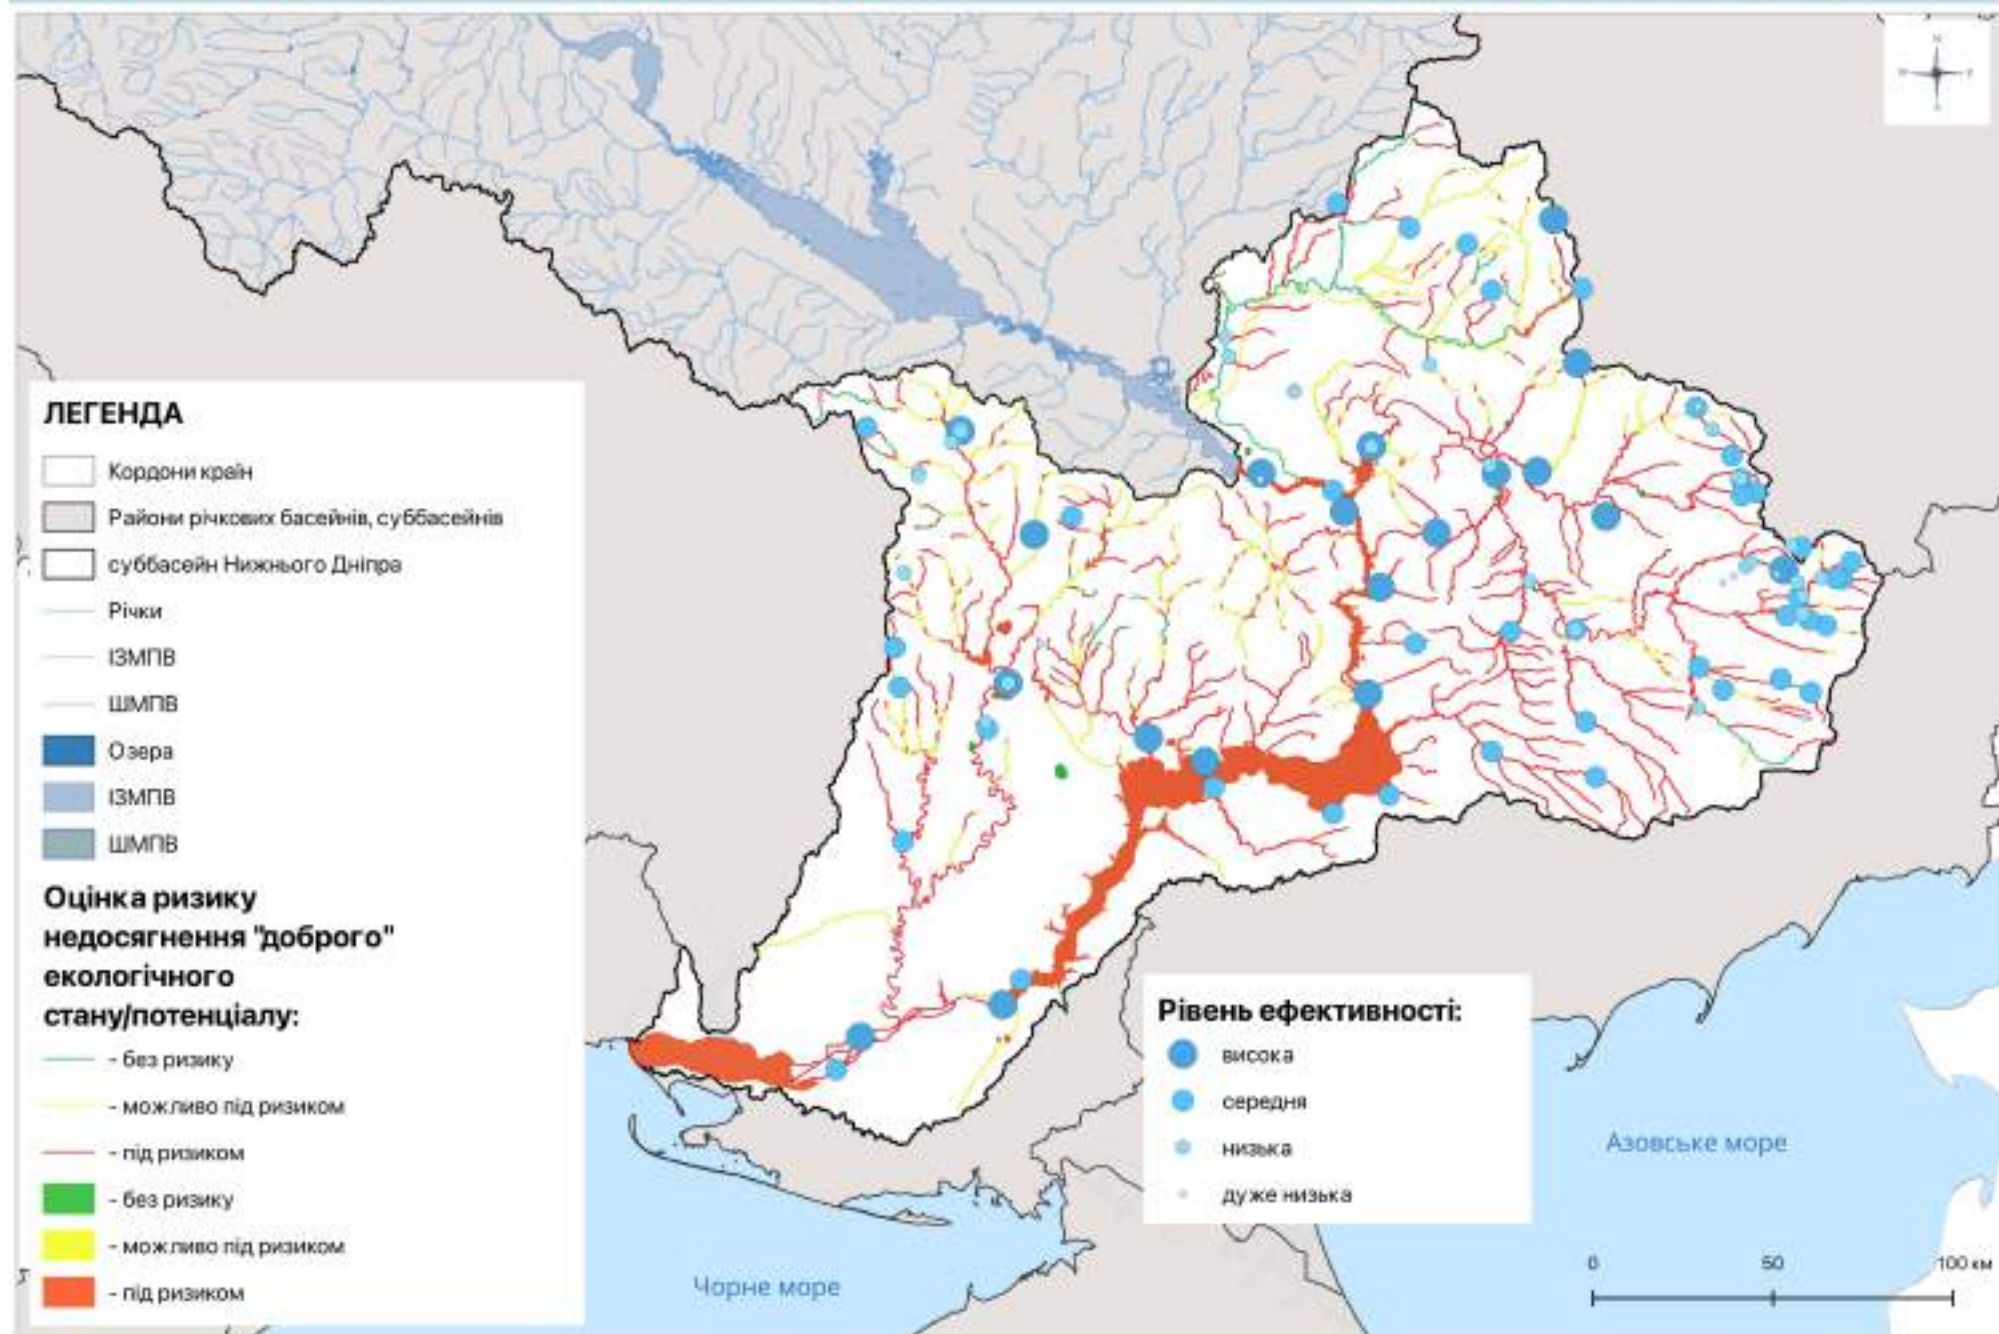 ЛЕГЕНДА
Кордони країн
Райони річкових басейнів, суббасейнів
суббасейн Нижнього Дніпра
Річки
ІЗМПВ
ШМПВ
Озера
ІЗМПВ
ШМПВ
Оцінка ризику
недосягнення "доброго"
екологічного
стану/потенціалу:
- без ризику
- можливо під ризиком
- під ризиком
- без ризику
- можливо під ризиком
- під ризиком
Рівень ефективності:
висока
середня
низька
дуже низька
Азовське море
Чорне море
0 50 100 км
N